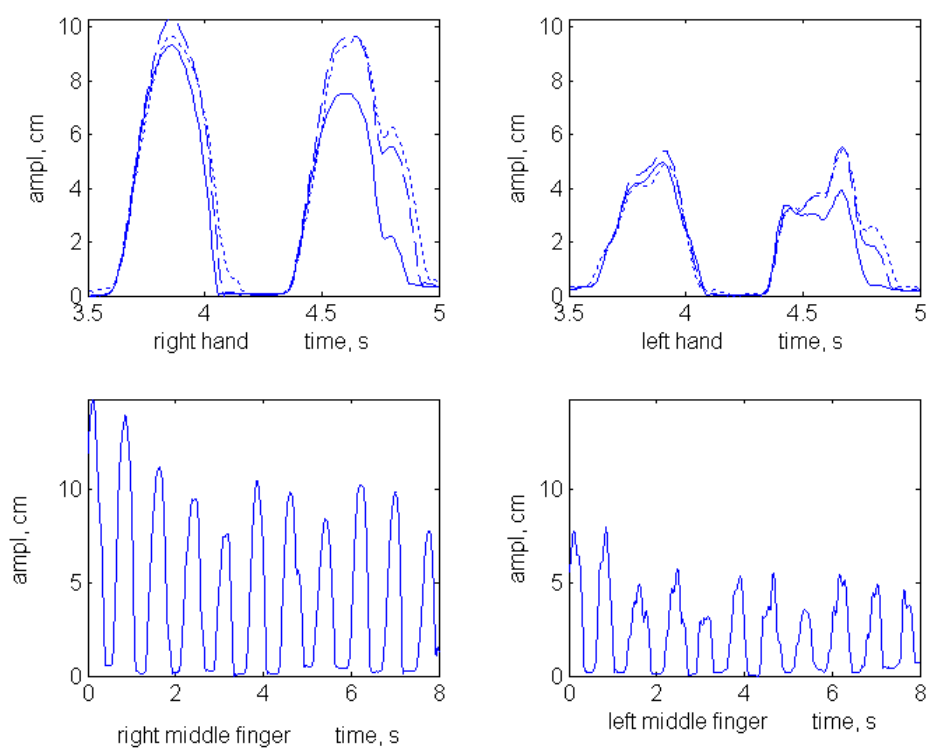 ampl, cm
10
8
6
4
2
0
3.5 4 4.5 5
right hand time, s
ampl, cm
10
8
6
4
2
0
3.5 4 4.5 5
left hand time, s
ampl, cm
10
5
0
0 2 4 6 8
right middle finger time, s
ampl, cm
10
5
0
0 2 4 6 8
left middle finger time, s